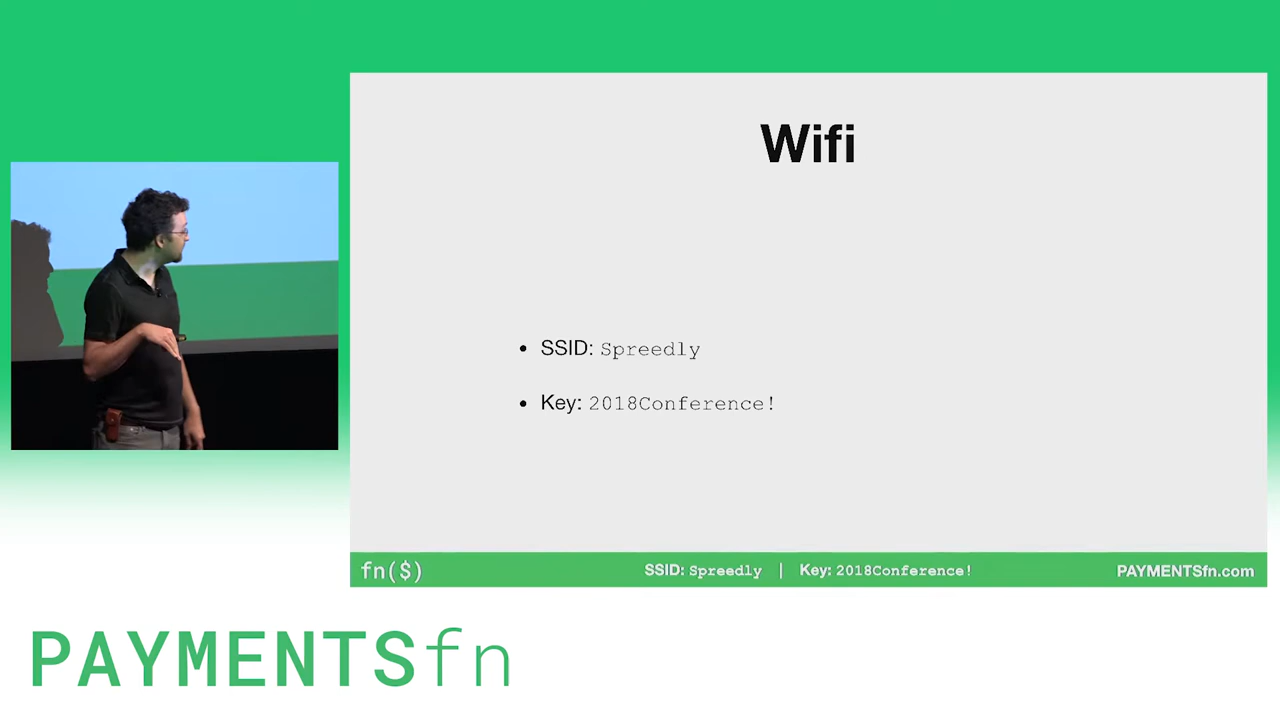 Wifi
• SSID: Spreedly
• Key: 2018Conference!
fn($) SSID: Spreedly | Key: 2018Conference! PAYMENTSfn.com
PAYMENTSfn